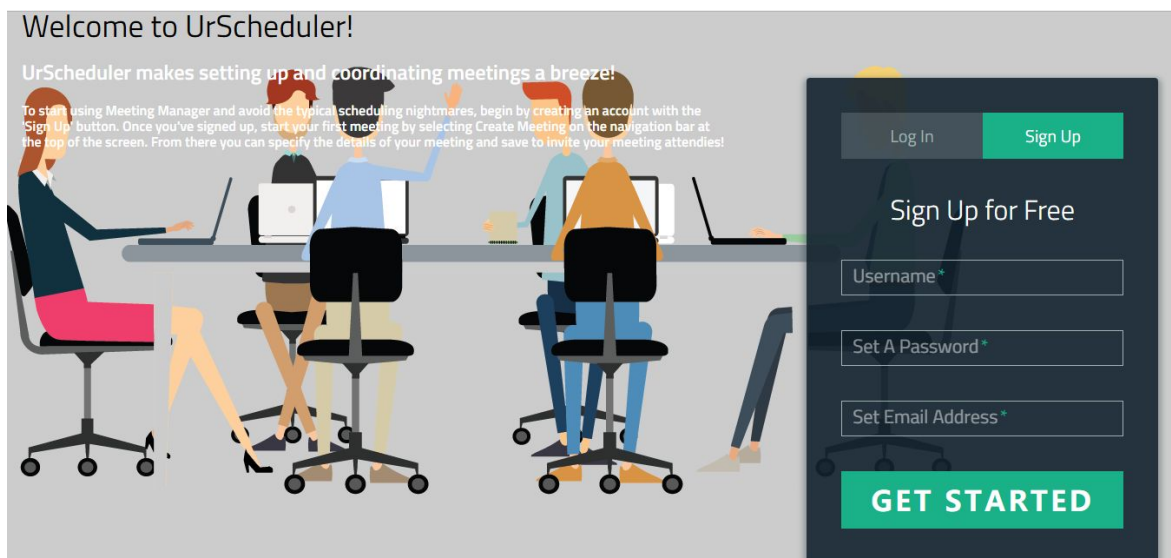 Welcome to UrScheduler!
UrScheduler makes setting up and coordinating meetings a breeze!
To start using Meeting Manager and avoid the typical scheduling nightmares, begin by creating an account with the
'Sign Up' button. Once you've signed up, start your first meeting by selecting Create Meeting on the navigation bar at
the top of the screen. From there you can specify the details of your meeting and save to invite your meeting attendies!
Log In
Sign Up
Sign Up for Free
Username*
Set A Password*
Set Email Address*
GET STARTED